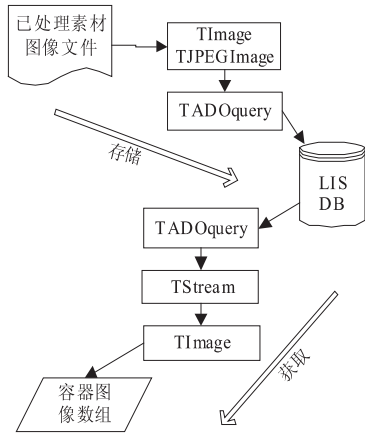 已处理素材
图像文件
TImage
TJPEGImage
TADOquery
存储
LIS
DB
TADOquery
TStream
TImage
获取
容器图
像数组